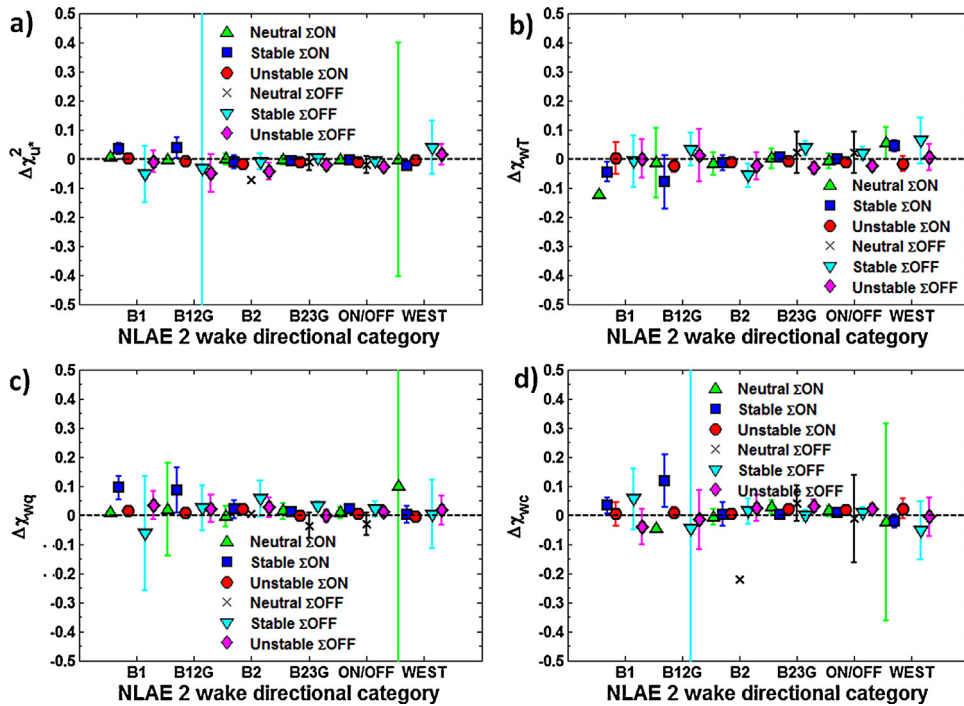 a)
0.5
0.4
0.3
0.2
0.1
0
-0.1
-0.2
-0.3
-0.4
-0.5
Δχ²u*
Neutral ΣON
Stable ΣON
Unstable ΣON
Neutral ΣOFF
Stable ΣOFF
Unstable ΣOFF
B1 B12G B2 B23G ON/OFF WEST
NLAE 2 wake directional category
b)
0.5
0.4
0.3
0.2
0.1
0
-0.1
-0.2
-0.3
-0.4
-0.5
ΔχwT
Neutral ΣON
Stable ΣON
Unstable ΣON
Neutral ΣOFF
Stable ΣOFF
Unstable ΣOFF
B1 B12G B2 B23G ON/OFF WEST
NLAE 2 wake directional category
c)
0.5
0.4
0.3
0.2
0.1
0
-0.1
-0.2
-0.3
-0.4
-0.5
Δχwq
Neutral ΣON
Stable ΣON
Unstable ΣON
Neutral ΣOFF
Stable ΣOFF
Unstable ΣOFF
B1 B12G B2 B23G ON/OFF WEST
NLAE 2 wake directional category
d)
0.5
0.4
0.3
0.2
0.1
0
-0.1
-0.2
-0.3
-0.4
-0.5
Δχwc
Neutral ΣON
Stable ΣON
Unstable ΣON
Neutral ΣOFF
Stable ΣOFF
Unstable ΣOFF
B1 B12G B2 B23G ON/OFF WEST
NLAE 2 wake directional category